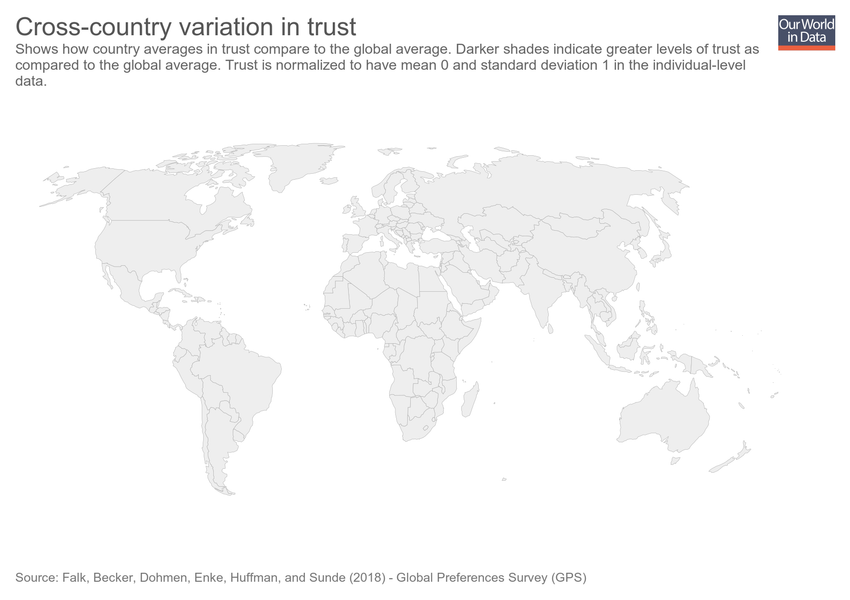 Cross-country variation in trust
Our World
in Data
Shows how country averages in trust compare to the global average. Darker shades indicate greater levels of trust as
compared to the global average. Trust is normalized to have mean 0 and standard deviation 1 in the individual-level
data.
Source: Falk, Becker, Dohmen, Enke, Huffman, and Sunde (2018) - Global Preferences Survey (GPS)